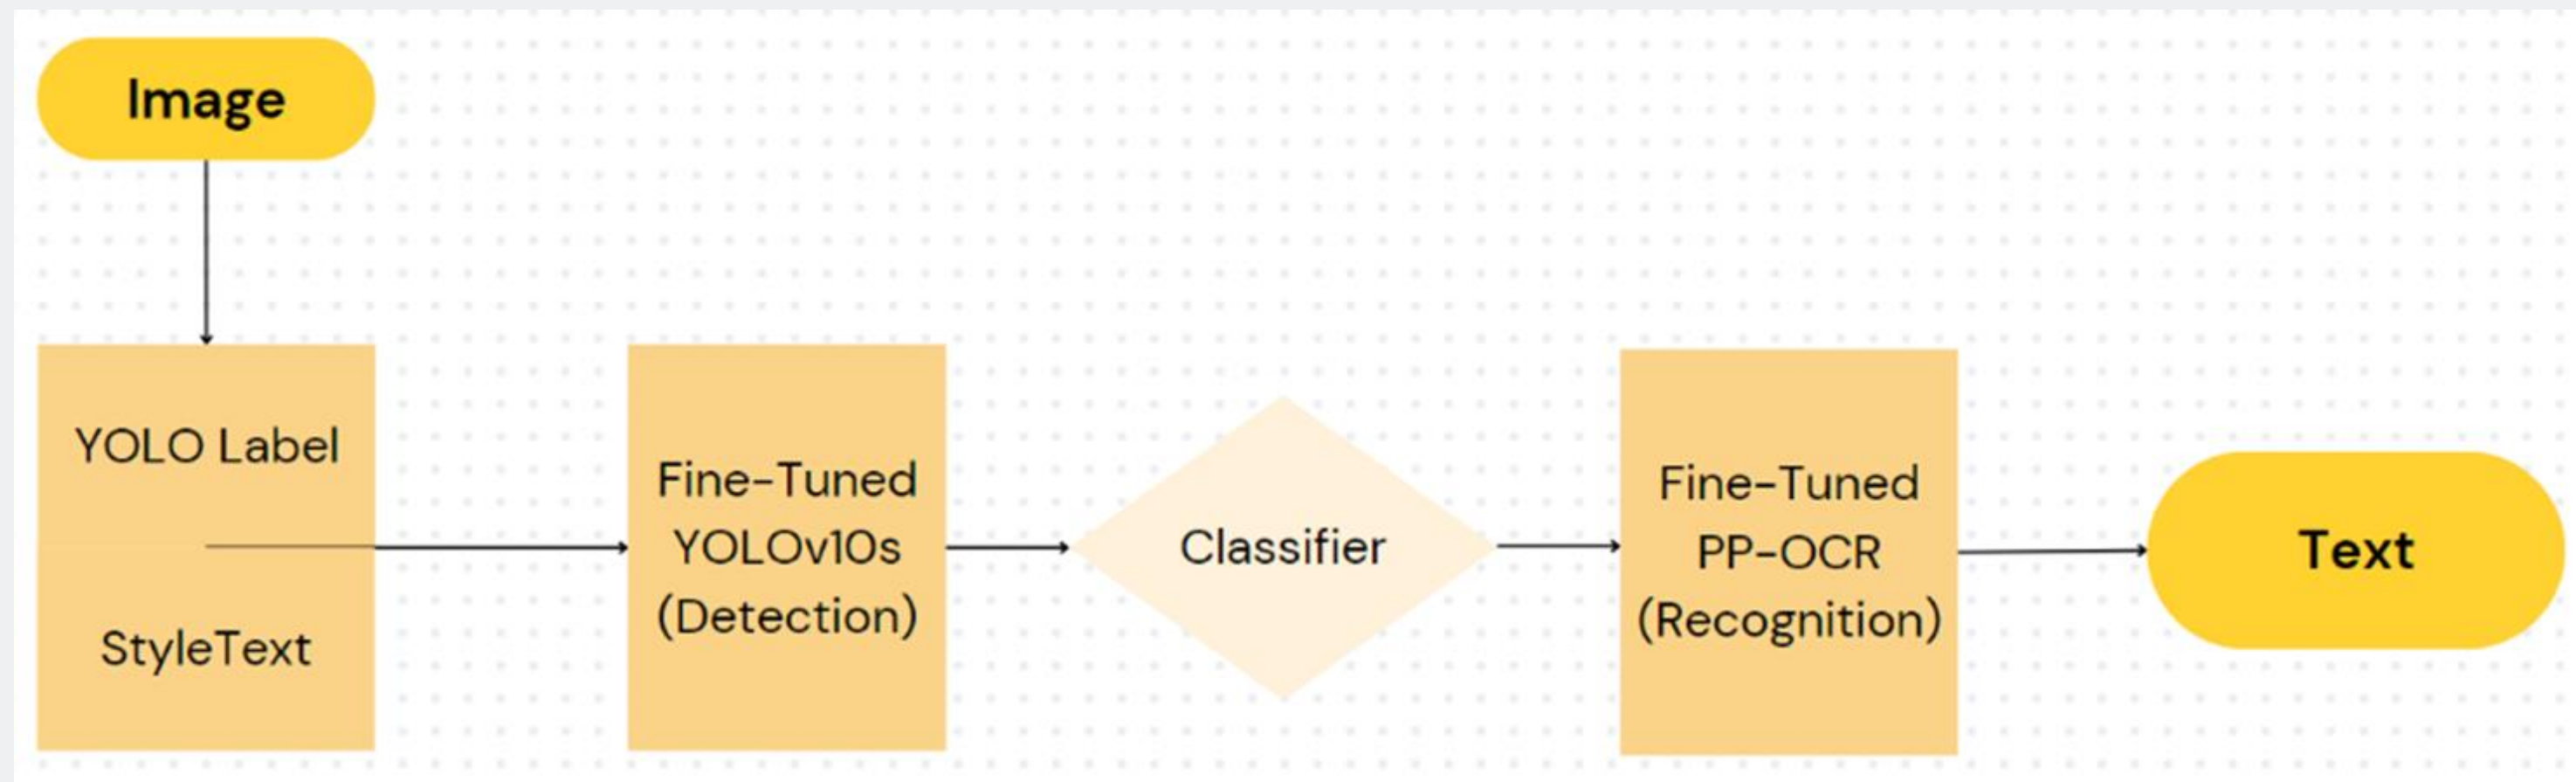 Image
YOLO Label
StyleText
Fine-Tuned
YOLOv10s
(Detection)
Classifier
Fine-Tuned
PP-OCR
(Recognition)
Text